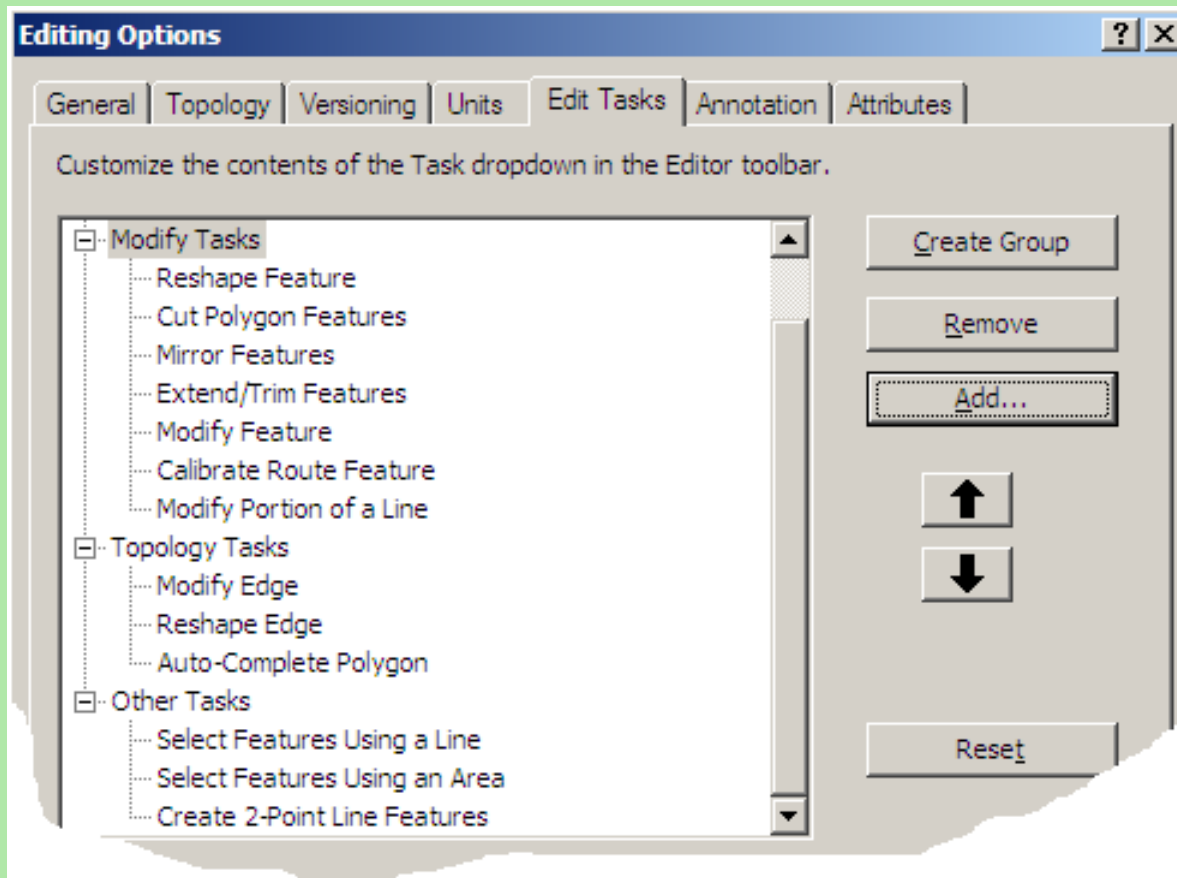 Editing Options
General Topology Versioning Units Edit Tasks Annotation Attributes
Customize the contents of the Task dropdown in the Editor toolbar.
Modify Tasks
Reshape Feature
Cut Polygon Features
Mirror Features
Extend/Trim Features
Modify Feature
Calibrate Route Feature
Modify Portion of a Line
Topology Tasks
Modify Edge
Reshape Edge
Auto-Complete Polygon
Other Tasks
Select Features Using a Line
Select Features Using an Area
Create 2-Point Line Features
Create Group
Remove
Add...
Reset